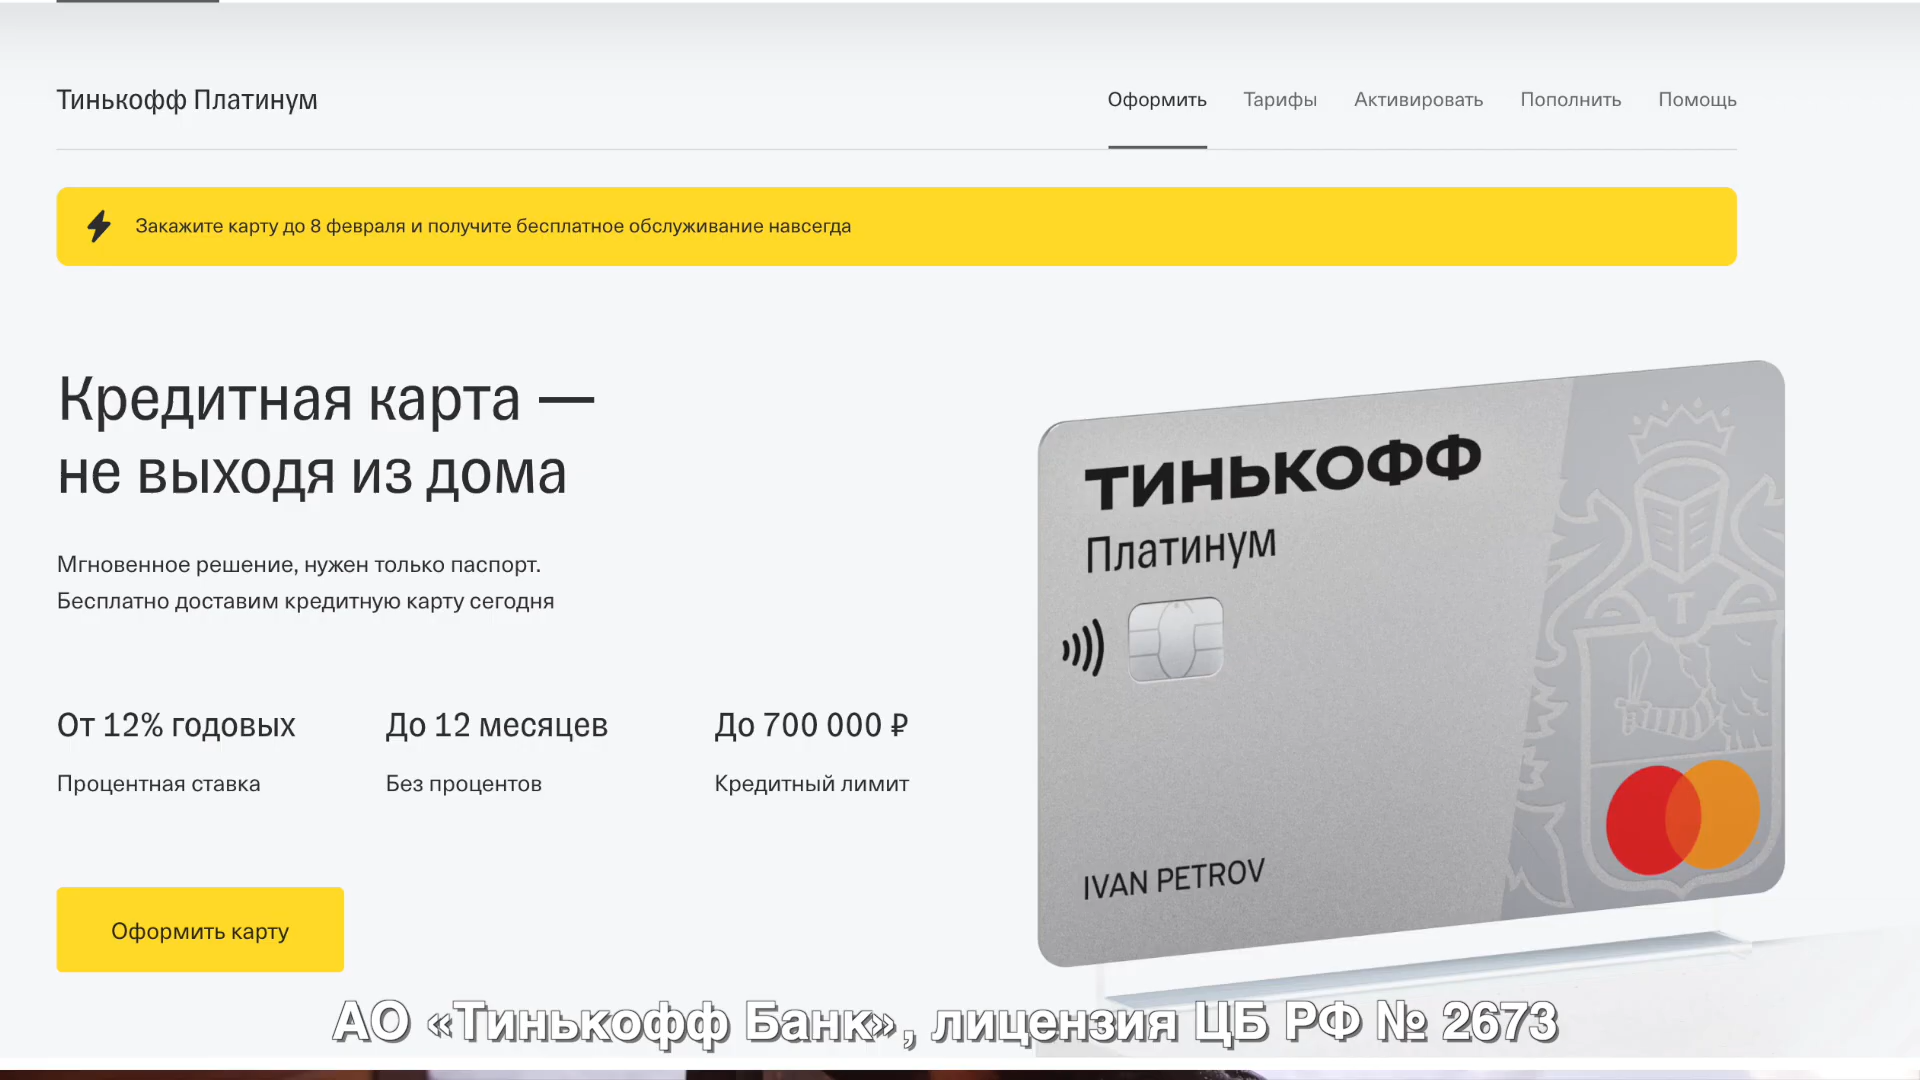 Тинькофф Платинум
Оформить Тарифы Активировать Пополнить Помощь
Закажите карту до 8 февраля и получите бесплатное обслуживание навсегда
Кредитная карта —
не выходя из дома
Мгновенное решение, нужен только паспорт.
Бесплатно доставим кредитную карту сегодня
От 12% годовых
Процентная ставка
До 12 месяцев
Без процентов
До 700 000 ₽
Кредитный лимит
Оформить карту
ТИНЬКОФФ
Платинум
Т
IVAN PETROV
АО «Тинькофф Банк», лицензия ЦБ РФ № 2673